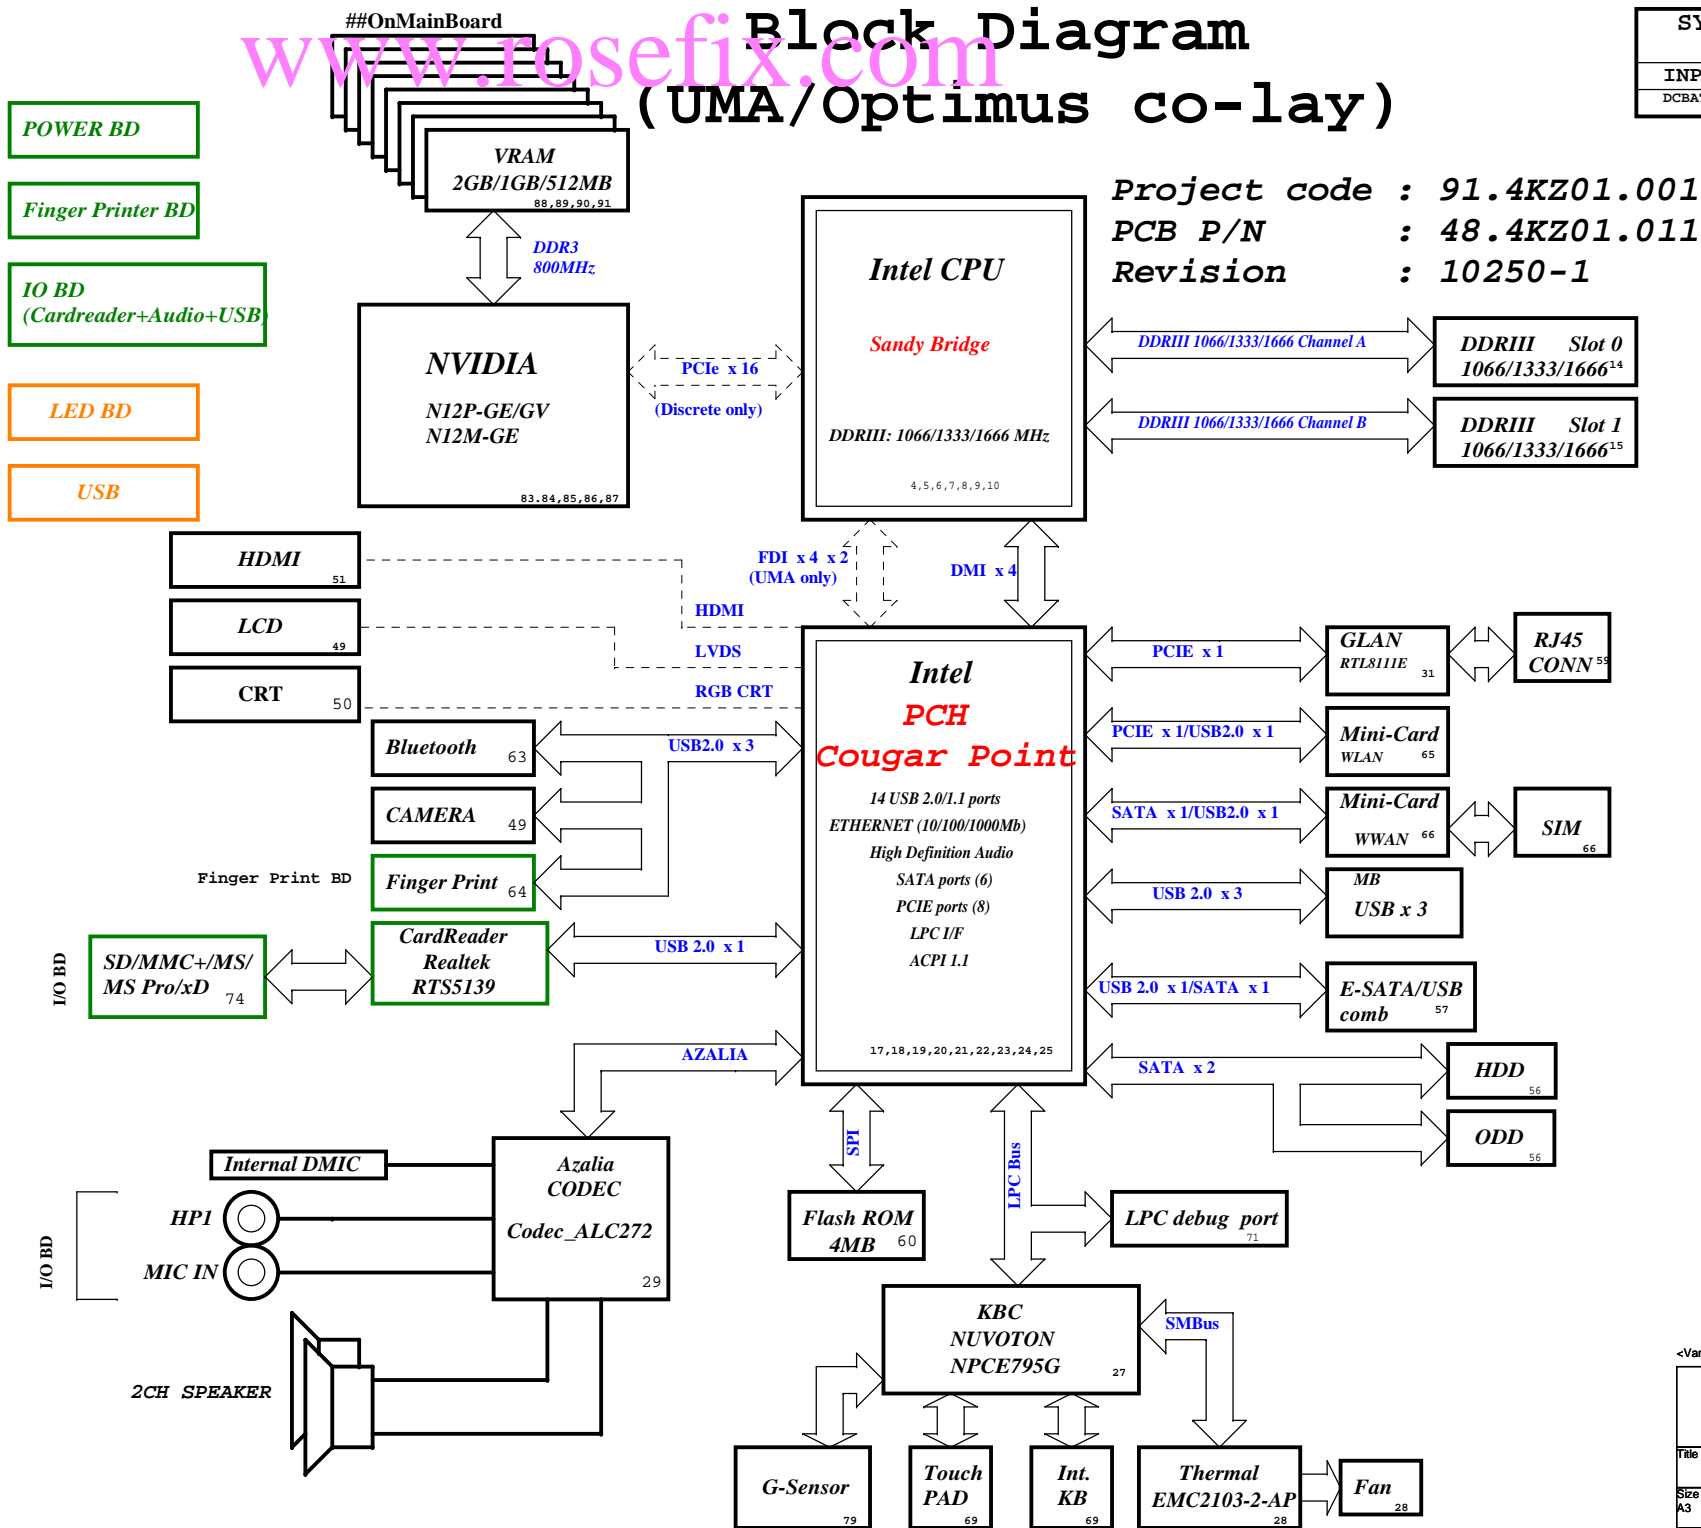 ##OnMainBoard
Block Diagram
(UMA/Optimus co-lay)
www.rosefix.com
SY
INP
DCBA
POWER BD
Finger Printer BD
IO BD
(Cardreader+Audio+USB)
LED BD
USB
VRAM
2GB/1GB/512MB
88,89,90,91
DDR3
800MHz
Project code : 91.4KZ01.001
PCB P/N : 48.4KZ01.011
Revision : 10250-1
NVIDIA
N12P-GE/GV
N12M-GE
83.84,85,86,87
PCIe x 16
(Discrete only)
Intel CPU
Sandy Bridge
DDRIII: 1066/1333/1666 MHz
4,5,6,7,8,9,10
DDRIII 1066/1333/1666 Channel A
DDRIII Slot 0
1066/1333/1666 14
DDRIII 1066/1333/1666 Channel B
DDRIII Slot 1
1066/1333/1666 15
HDMI
51
LCD
49
CRT
50
FDI x 4 x 2
(UMA only)
DMI x 4
HDMI
LVDS
RGB CRT
Intel
PCH
Cougar Point
14 USB 2.0/1.1 ports
ETHERNET (10/100/1000Mb)
High Definition Audio
SATA ports (6)
PCIE ports (8)
LPC I/F
ACPI 1.1
17,18,19,20,21,22,23,24,25
PCIE x 1
GLAN
RTL8111E
31
RJ45
CONN 59
PCIE x 1/USB2.0 x 1
Mini-Card
WLAN 65
SATA x 1/USB2.0 x 1
Mini-Card
WWAN 66
SIM
66
USB 2.0 x 3
MB
USB x 3
USB 2.0 x 1/SATA x 1
E-SATA/USB
comb 57
SATA x 2
HDD
56
ODD
56
Bluetooth
63
USB2.0 x 3
CAMERA
49
Finger Print BD
Finger Print
64
I/O BD
SD/MMC+/MS/
MS Pro/xD 74
CardReader
Realtek
RTS5139
USB 2.0 x 1
AZALIA
Internal DMIC
HP1
MIC IN
I/O BD
Azalia
CODEC
Codec_ALC272
29
2CH SPEAKER
SPI
LPC Bus
Flash ROM
4MB 60
LPC debug port
71
KBC
NUVOTON
NPCE795G
27
SMBus
G-Sensor
79
Touch
PAD
69
Int.
KB
69
Thermal
EMC2103-2-AP
28
Fan
28
<Var
Title
Size
A3